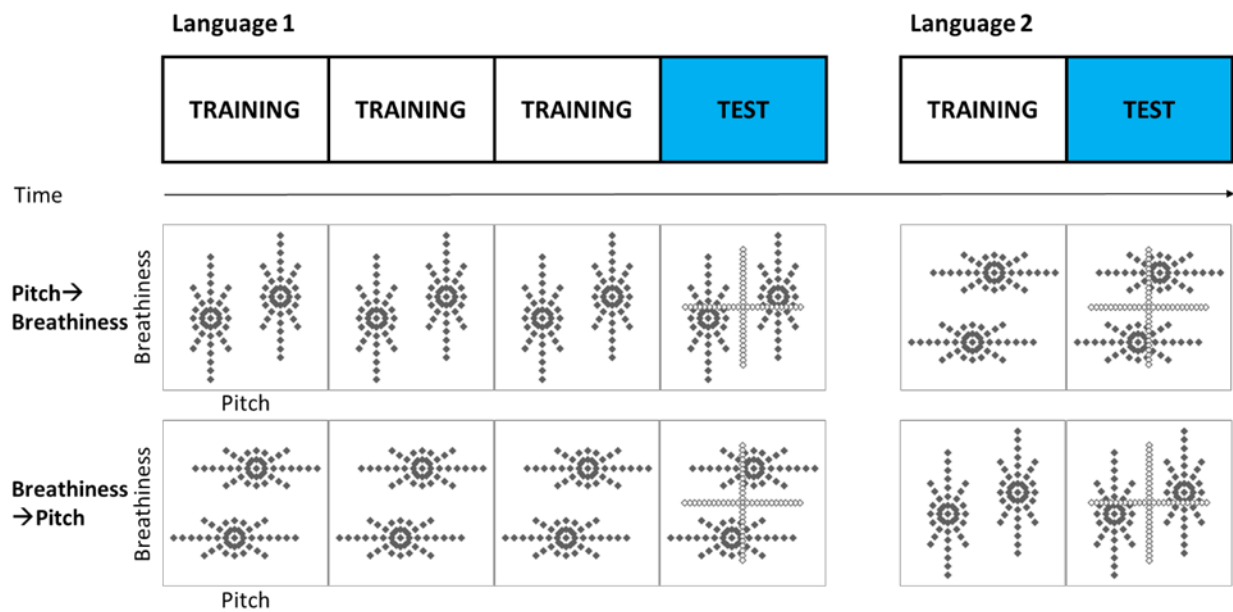 Language 1
Language 2
TRAINING
TRAINING
TRAINING
TEST
TRAINING
TEST
Time
Pitch→
Breathiness
Breathiness
Pitch
Breathiness
→Pitch
Breathiness
Pitch